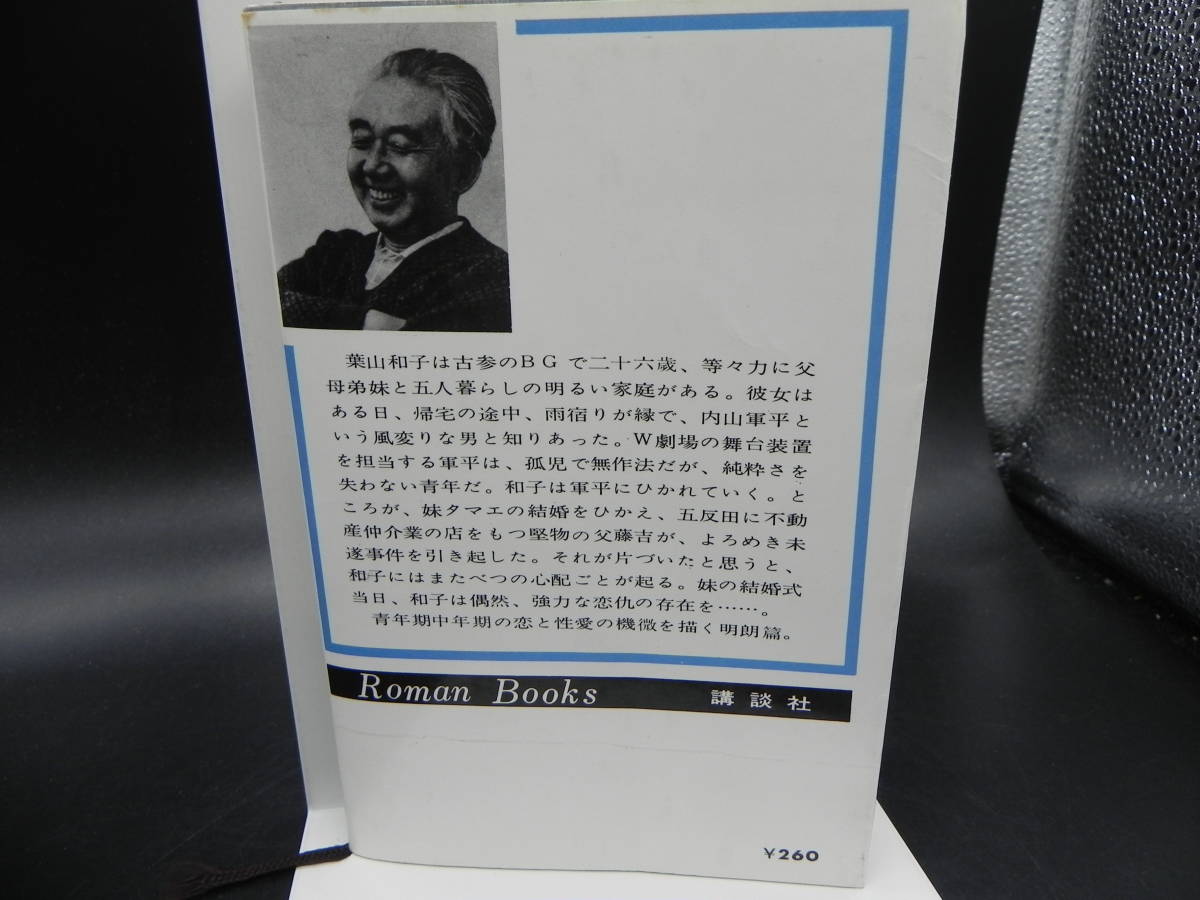 葉山和子は古参のBGで二十六歳、等々力に父
母弟妹と五人暮らしの明るい家庭がある。彼女は
ある日、帰宅の途中、雨宿りが縁で、内山軍平と
いう風変りな男と知りあった。W劇場の舞台装置
を担当する軍平は、孤児で無作法だが、純粋さを
失わない青年だ。和子は軍平にひかれていく。と
ころが、妹タマエの結婚をひかえ、五反田に不動
産仲介業の店をもつ堅物の父藤吉が、よろめき未
遂事件を引き起した。それが片づいたと思うと、
和子にはまたべつの心配ごとが起る。妹の結婚式
当日、和子は偶然、強力な恋仇の存在を……。
青年期中年期の恋と性愛の機微を描く明朗篇。
Roman Books 講談社
¥260